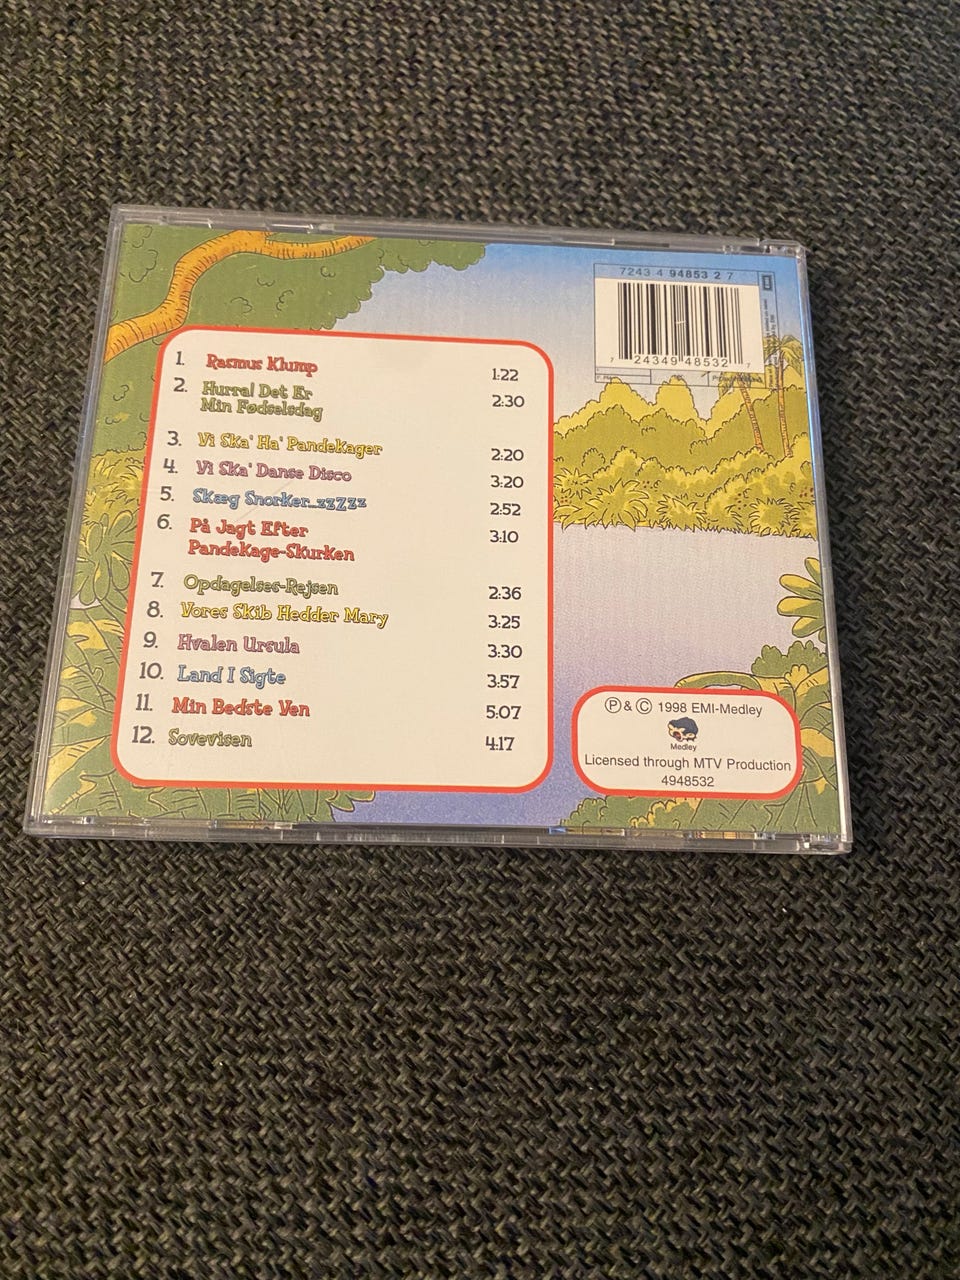 7243 4 94853 2 7
7 24349 48532 7
1. Rasmus Klump 1:22
2. Hurra! Det Er
Min Fødselsdag 2:30
3. Vi Ska' Ha' Pandekager 2:20
4. Vi Ska' Danse Disco 3:20
5. Skæg Snorker...zzZZz 2:52
6. På Jagt Efter
Pandekage-Skurken 3:10
7. Opdagelses-Rejsen 2:36
8. Vores Skib Hedder Mary 3:25
9. Hvalen Ursula 3:30
10. Land I Sigte 3:57
11. Min Bedste Ven 5:07
12. Sovevisen 4:17
Ⓟ & Ⓒ 1998 EMI-Medley
Medley
Licensed through MTV Production
4948532